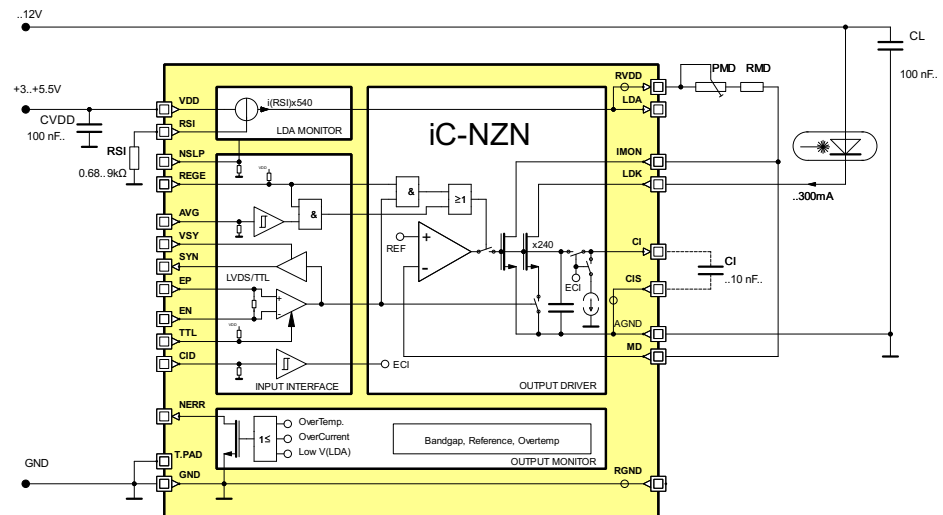 ..12V
CL
100 nF..
+3..+5.5V
CVDD
100 nF..
RSI
0.68..9kΩ
VDD
RSI
NSLP
REGE
AVG
VSY
SYN
EP
EN
TTL
CID
NERR
T.PAD
GND
GND
i(RSI)x540
LDA MONITOR
VDD
&
LVDS/TTL
+
-
VDD
ECI
INPUT INTERFACE
iC-NZN
&
≥1
REF
+
-
x240
ECI
OUTPUT DRIVER
1≤
OverTemp.
OverCurrent
Low V(LDA)
Bandgap, Reference, Overtemp
OUTPUT MONITOR
RVDD
LDA
IMON
LDK
CI
CIS
AGND
MD
RGND
PMD
RMD
..300mA
CI
..10 nF..